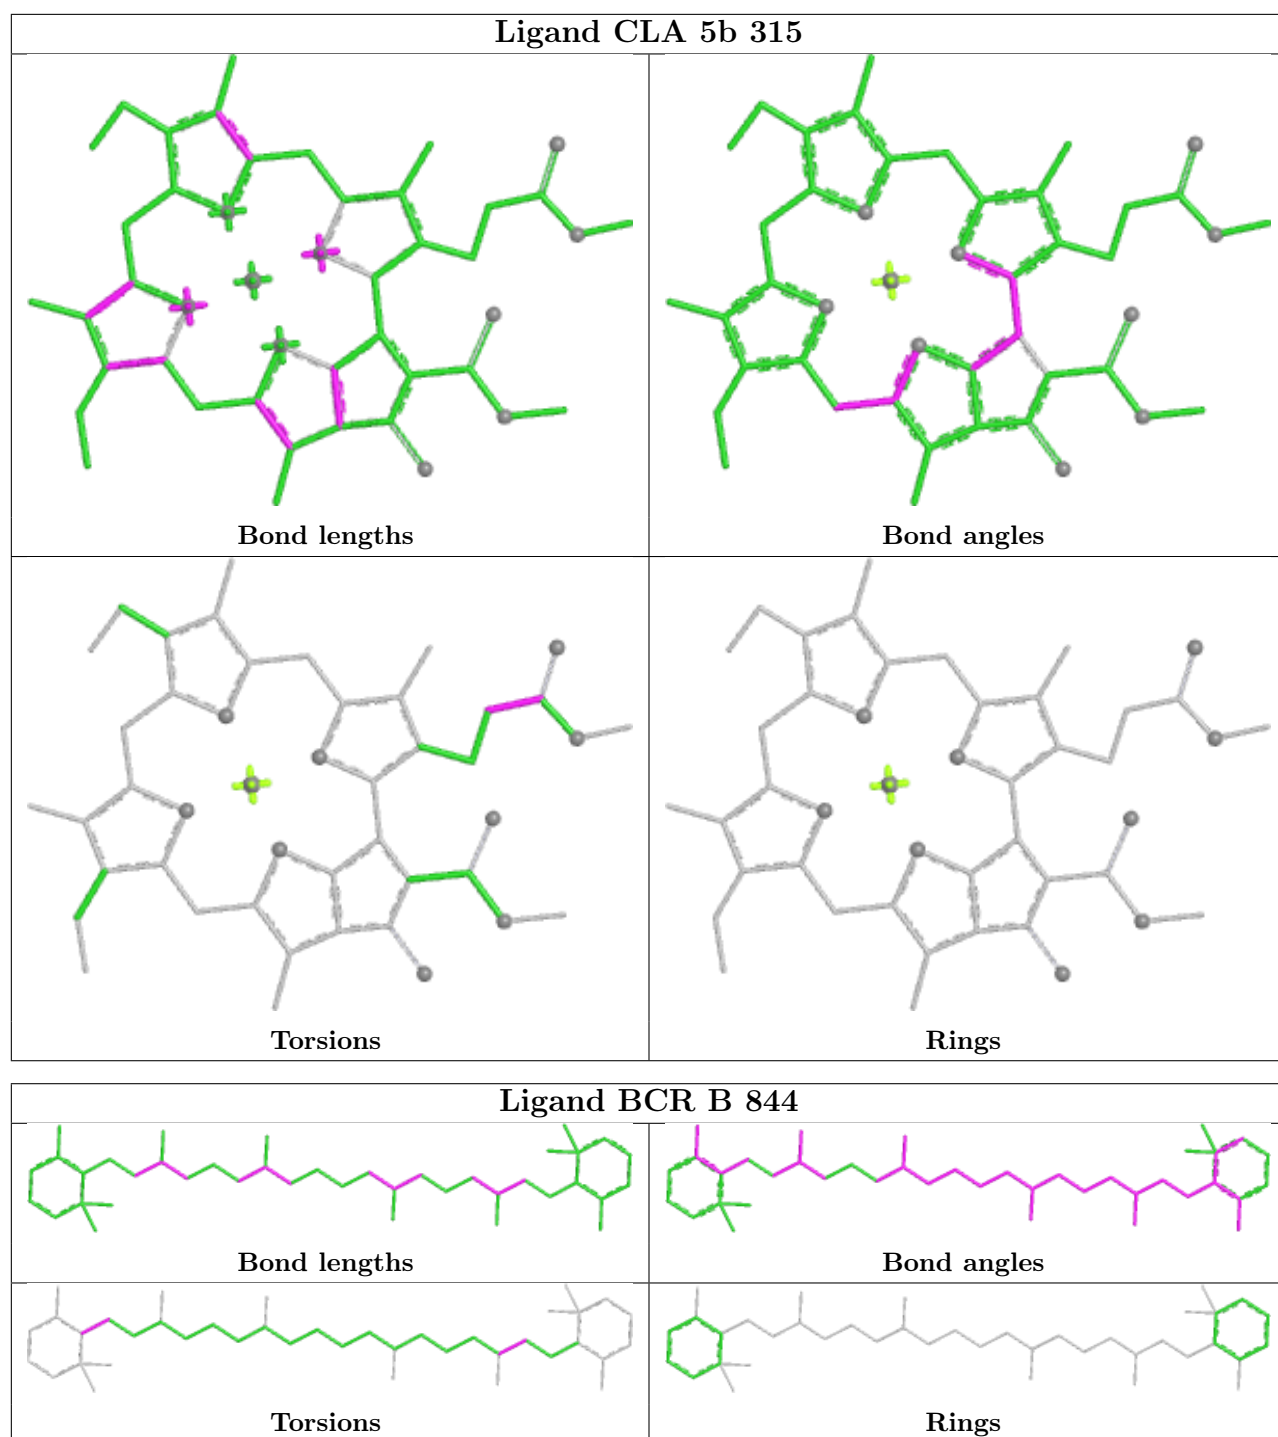 Ligand CLA 5b 315
Bond lengths
Bond angles
Torsions
Rings
Ligand BCR B 844
Bond lengths
Bond angles
Torsions
Rings